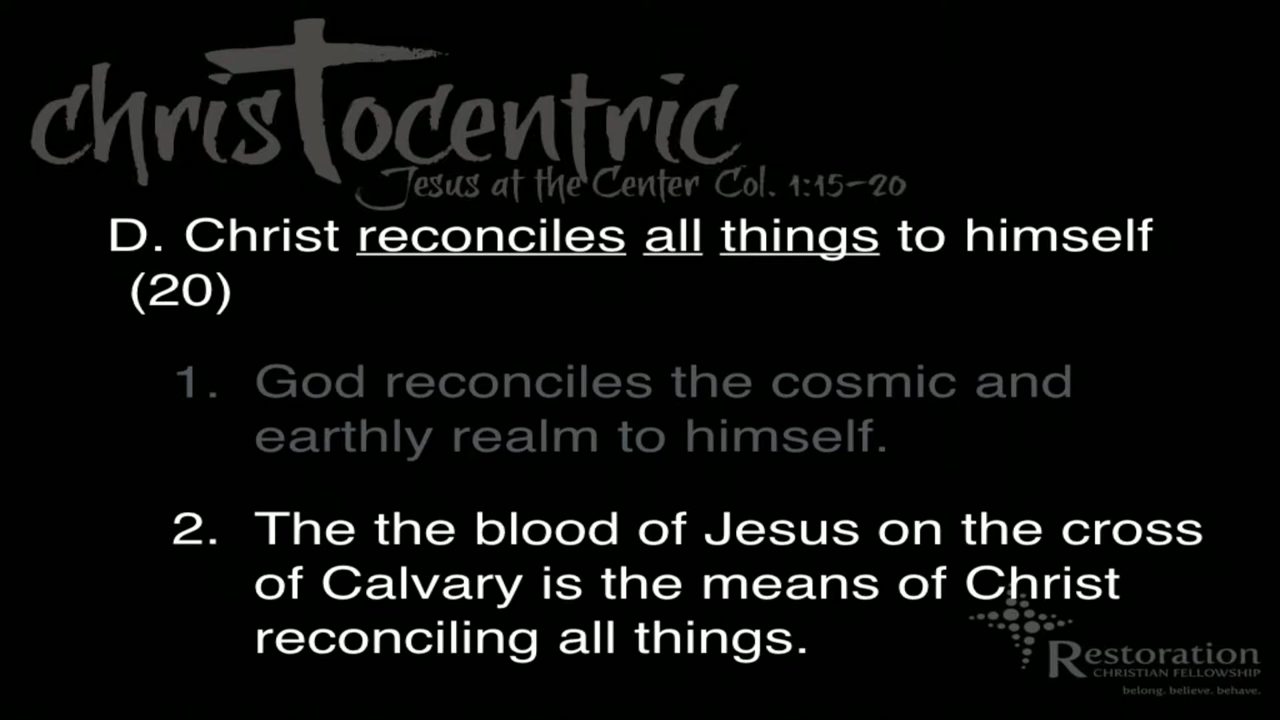 chrisTocentric
Jesus at the Center Col. 1:15-20
D. Christ reconciles all things to himself
(20)
1. God reconciles the cosmic and
earthly realm to himself.
2. The the blood of Jesus on the cross
of Calvary is the means of Christ
reconciling all things.
Restoration
CHRISTIAN FELLOWSHIP
belong. believe. behave.